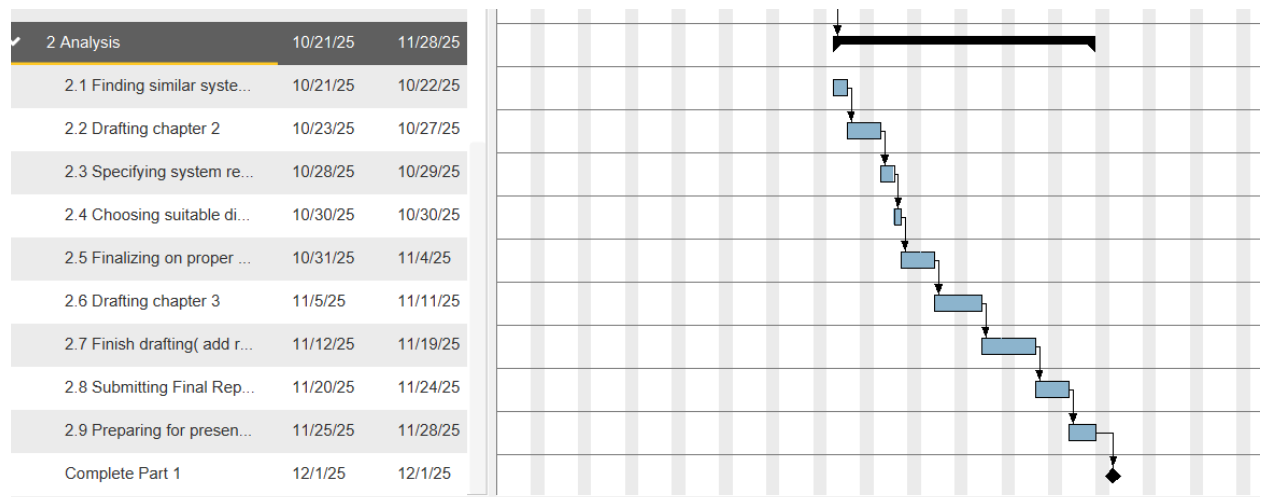 2 Analysis 10/21/25 11/28/25
2.1 Finding similar syste... 10/21/25 10/22/25
2.2 Drafting chapter 2 10/23/25 10/27/25
2.3 Specifying system re... 10/28/25 10/29/25
2.4 Choosing suitable di... 10/30/25 10/30/25
2.5 Finalizing on proper ... 10/31/25 11/4/25
2.6 Drafting chapter 3 11/5/25 11/11/25
2.7 Finish drafting( add r... 11/12/25 11/19/25
2.8 Submitting Final Rep... 11/20/25 11/24/25
2.9 Preparing for presen... 11/25/25 11/28/25
Complete Part 1 12/1/25 12/1/25